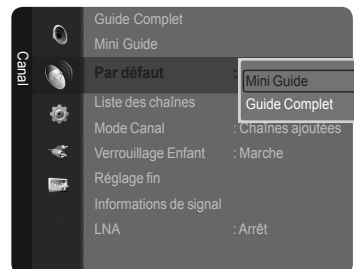 Canal
Guide Complet
Mini Guide
Par défaut :
Mini Guide
Guide Complet
Liste des chaînes
Mode Canal : Chaînes ajoutées
Verrouillage Enfant : Marche
Réglage fin
Informations de signal
LNA : Arrêt